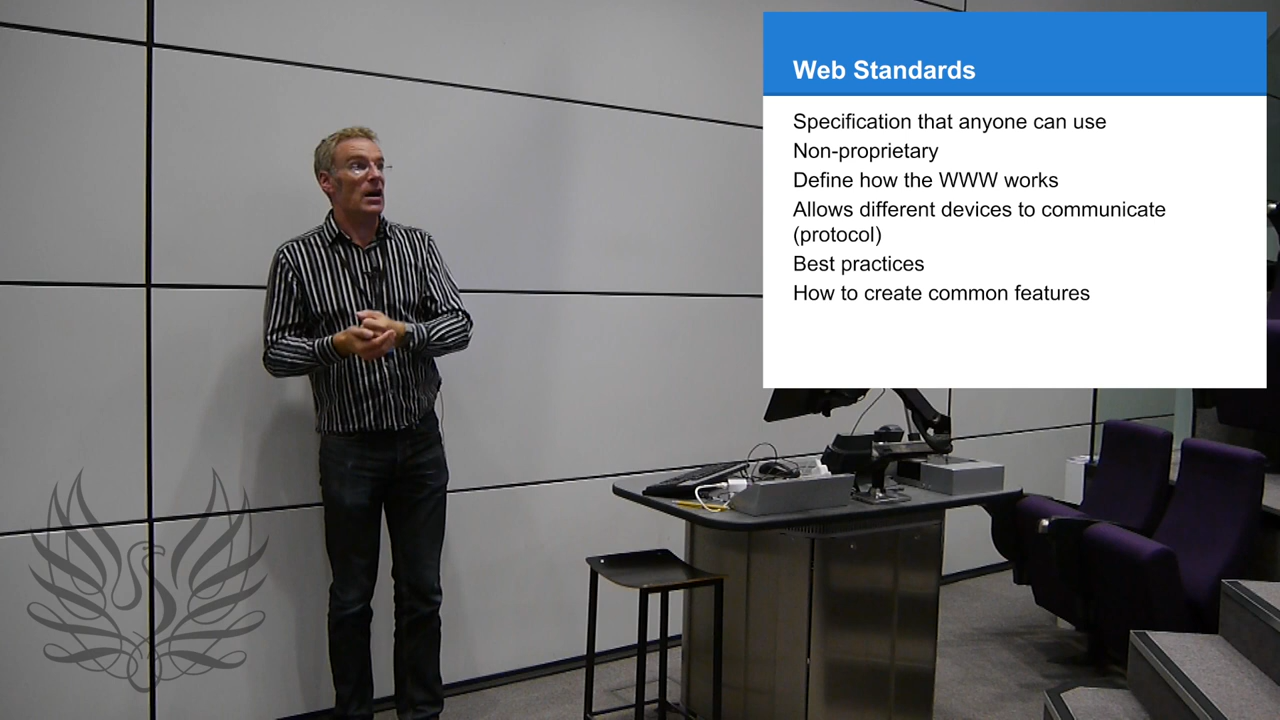 Web Standards
Specification that anyone can use
Non-proprietary
Define how the WWW works
Allows different devices to communicate
(protocol)
Best practices
How to create common features